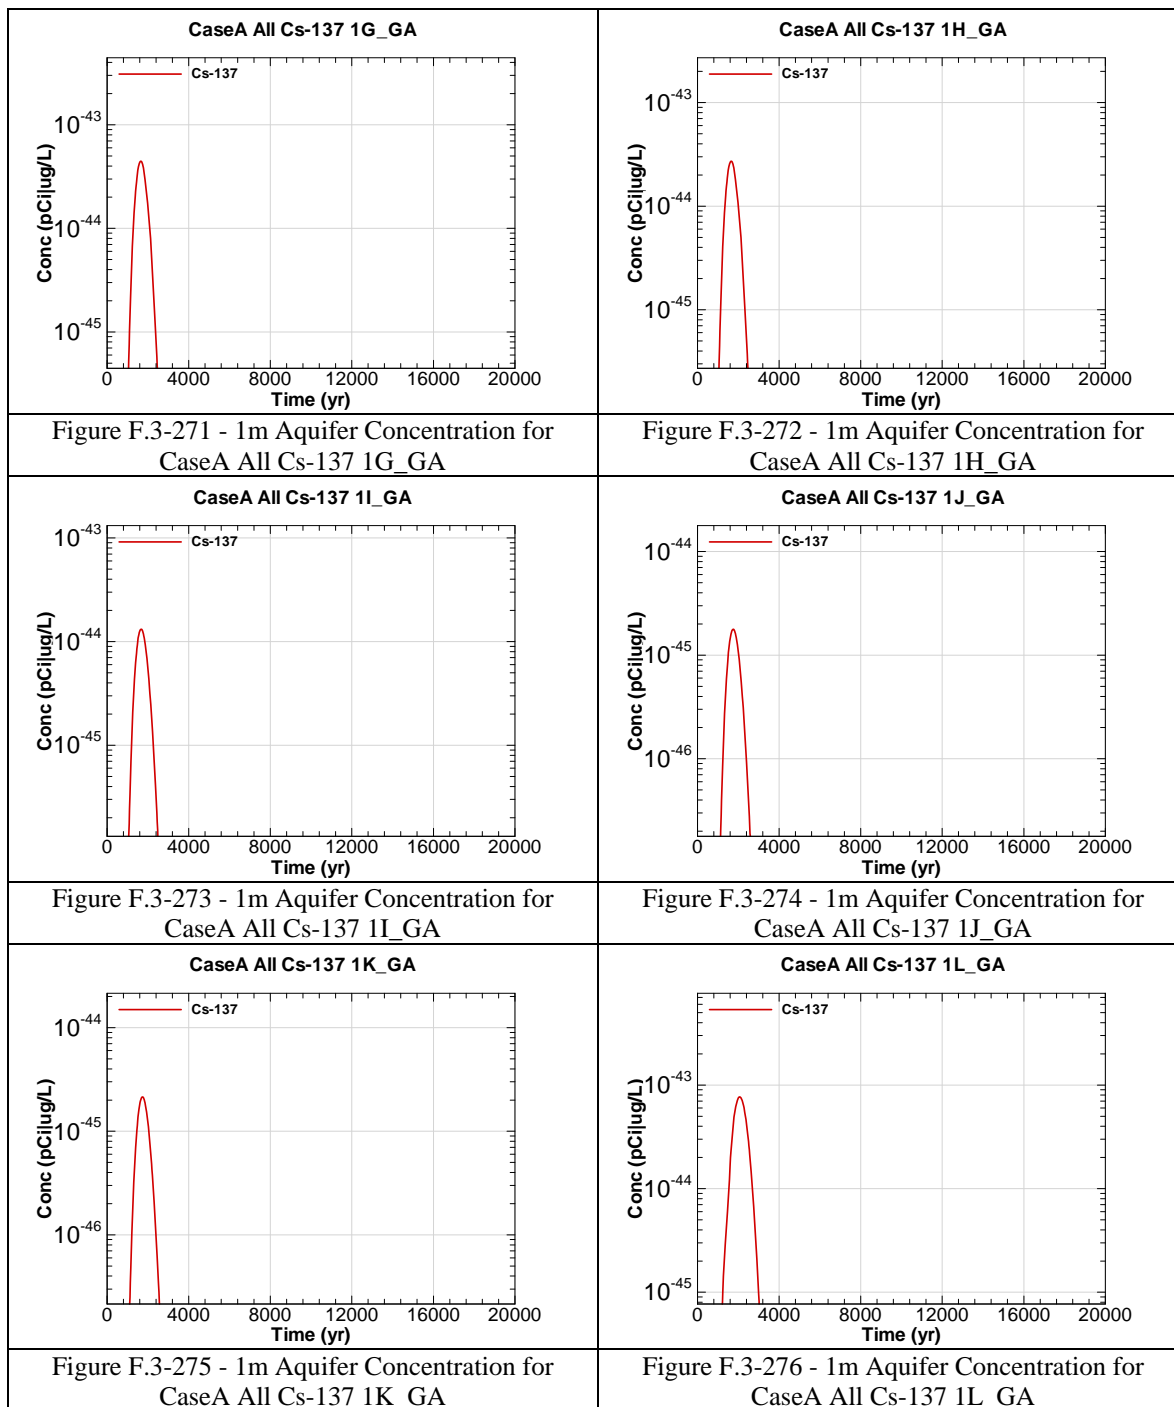 CaseA All Cs-137 1G_GA
Cs-137
Conc (pCi|ug/L)
10-43
10-44
10-45
0 4000 8000 12000 16000 20000
Time (yr)
Figure F.3-271 - 1m Aquifer Concentration for
CaseA All Cs-137 1G_GA
CaseA All Cs-137 1H_GA
Cs-137
Conc (pCi|ug/L)
10-43
10-44
10-45
0 4000 8000 12000 16000 20000
Time (yr)
Figure F.3-272 - 1m Aquifer Concentration for
CaseA All Cs-137 1H_GA
CaseA All Cs-137 1I_GA
Cs-137
Conc (pCi|ug/L)
10-43
10-44
10-45
0 4000 8000 12000 16000 20000
Time (yr)
Figure F.3-273 - 1m Aquifer Concentration for
CaseA All Cs-137 1I_GA
CaseA All Cs-137 1J_GA
Cs-137
Conc (pCi|ug/L)
10-44
10-45
10-46
0 4000 8000 12000 16000 20000
Time (yr)
Figure F.3-274 - 1m Aquifer Concentration for
CaseA All Cs-137 1J_GA
CaseA All Cs-137 1K_GA
Cs-137
Conc (pCi|ug/L)
10-44
10-45
10-46
0 4000 8000 12000 16000 20000
Time (yr)
Figure F.3-275 - 1m Aquifer Concentration for
CaseA All Cs-137 1K_GA
CaseA All Cs-137 1L_GA
Cs-137
Conc (pCi|ug/L)
10-43
10-44
10-45
0 4000 8000 12000 16000 20000
Time (yr)
Figure F.3-276 - 1m Aquifer Concentration for
CaseA All Cs-137 1L_GA